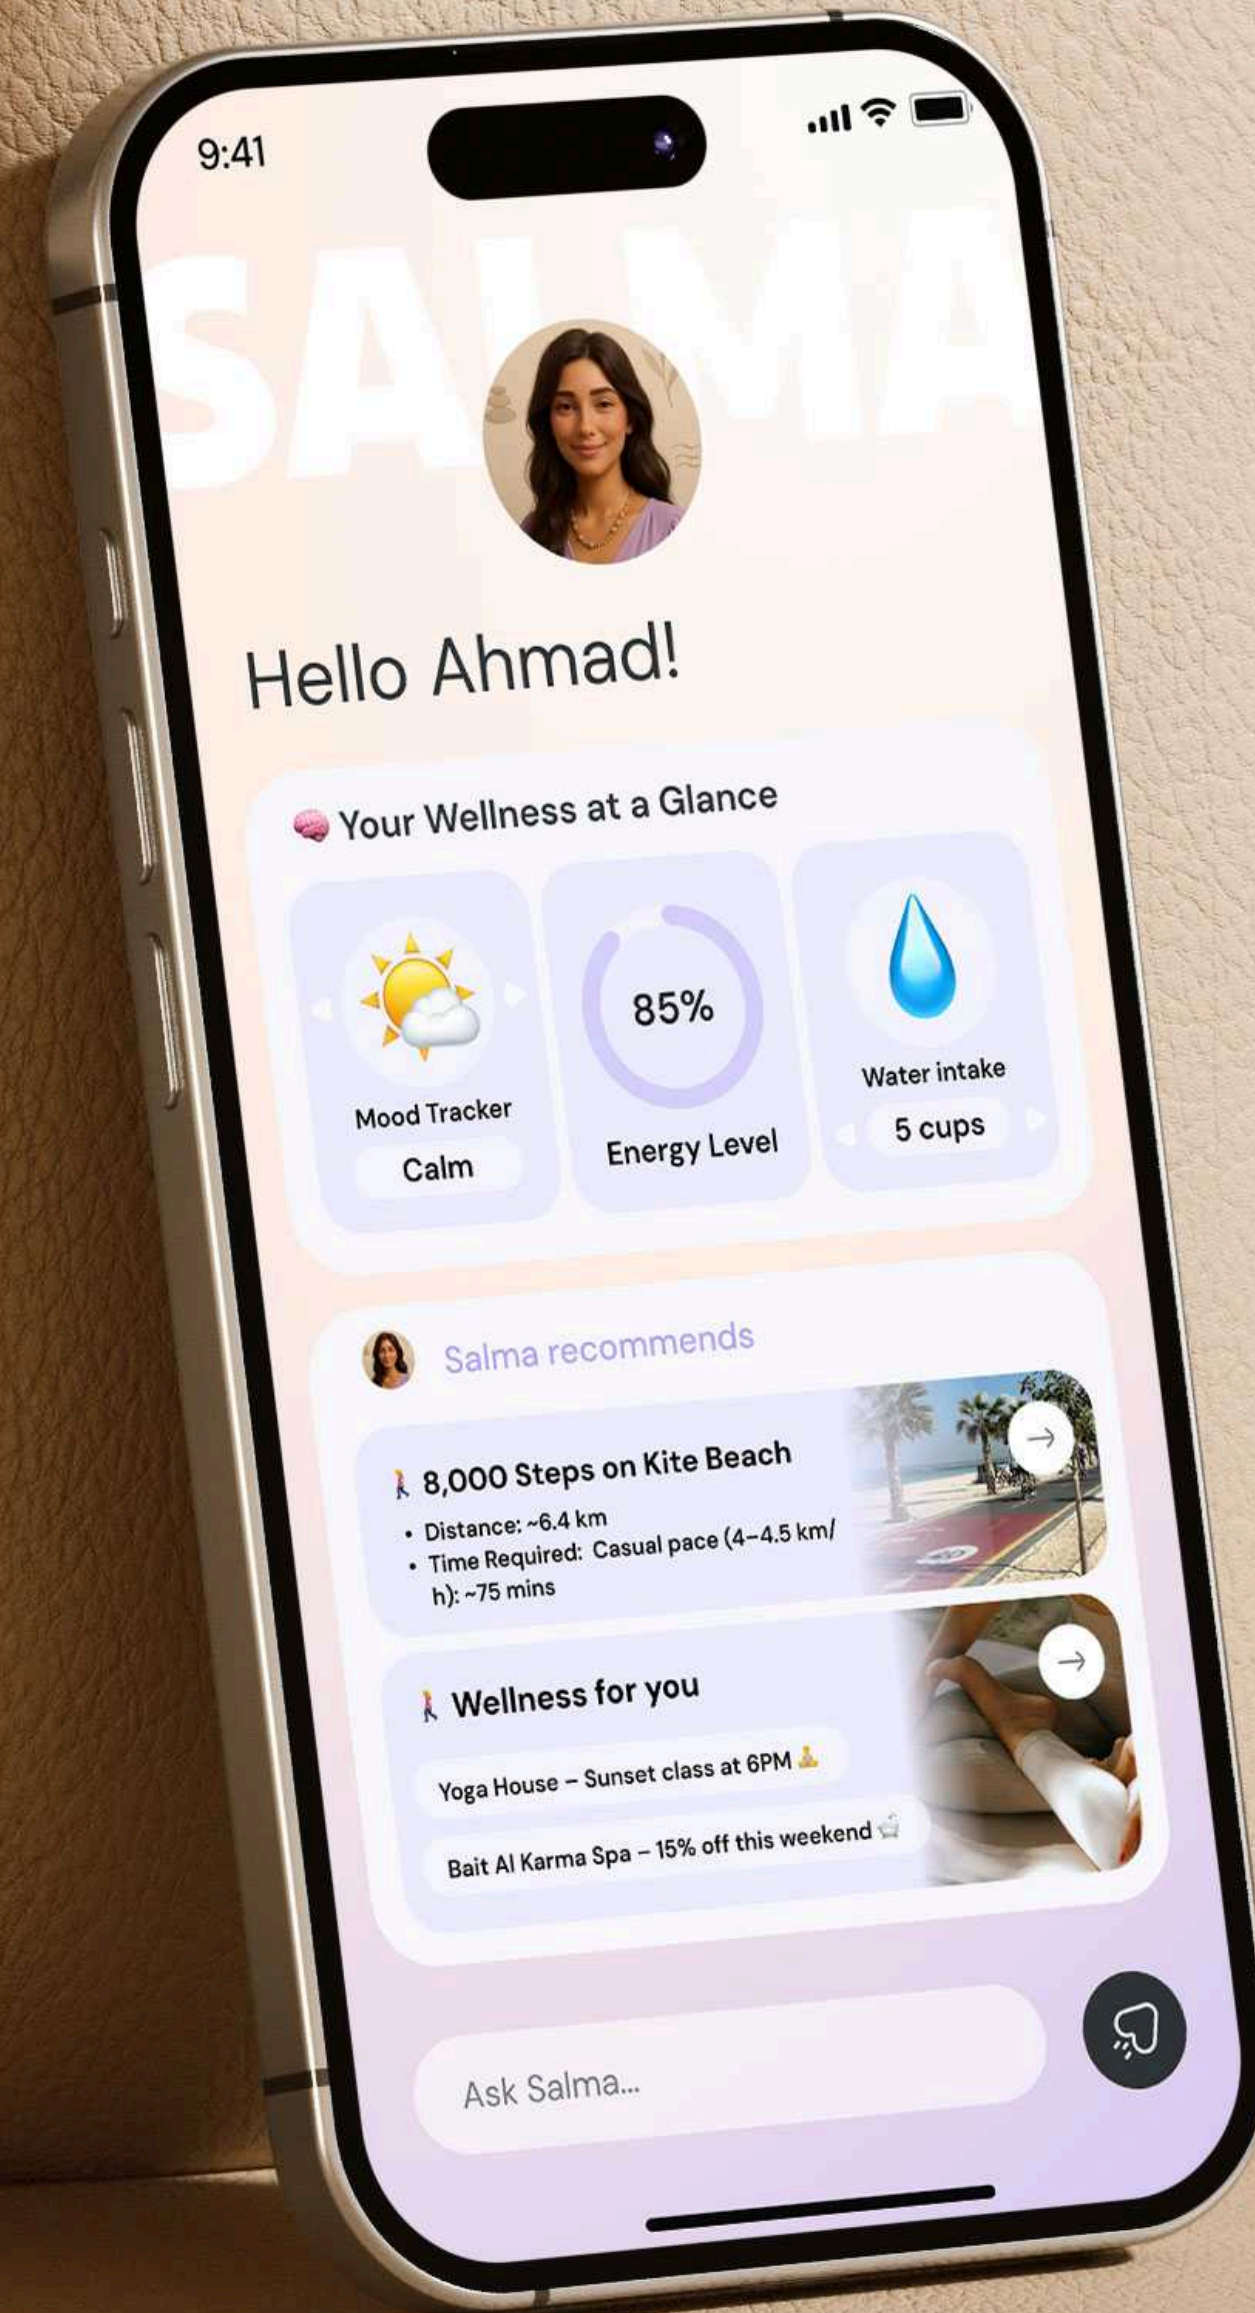 9:41
SALMA
Hello Ahmad!
🧠 Your Wellness at a Glance
85%
Mood Tracker
Calm
Energy Level
Water intake
5 cups
Salma recommends
🚶‍♀️ 8,000 Steps on Kite Beach
• Distance: ~6.4 km
• Time Required: Casual pace (4–4.5 km/
h): ~75 mins
🚶‍♀️ Wellness for you
Yoga House – Sunset class at 6PM 🧘
Bait Al Karma Spa – 15% off this weekend 🛁
Ask Salma...